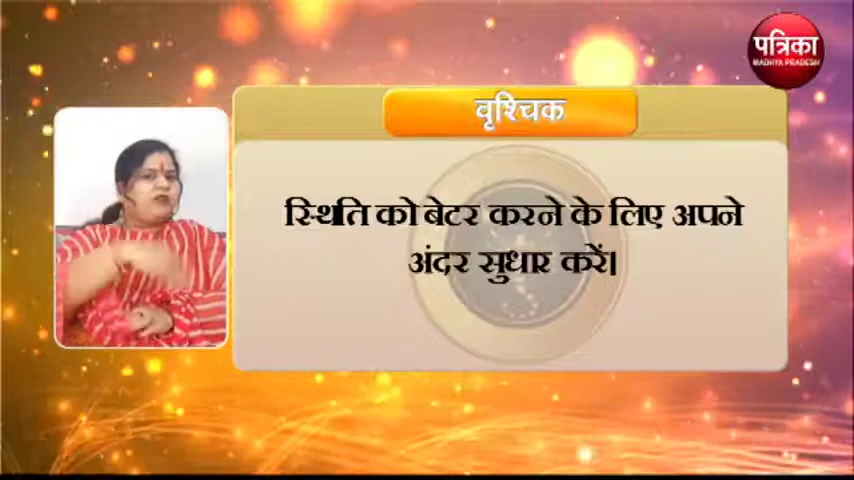 पत्रिका
MADHYA PRADESH
वृश्चिक
स्थिति को बेटर करने के लिए अपने
अंदर सुधार करें।